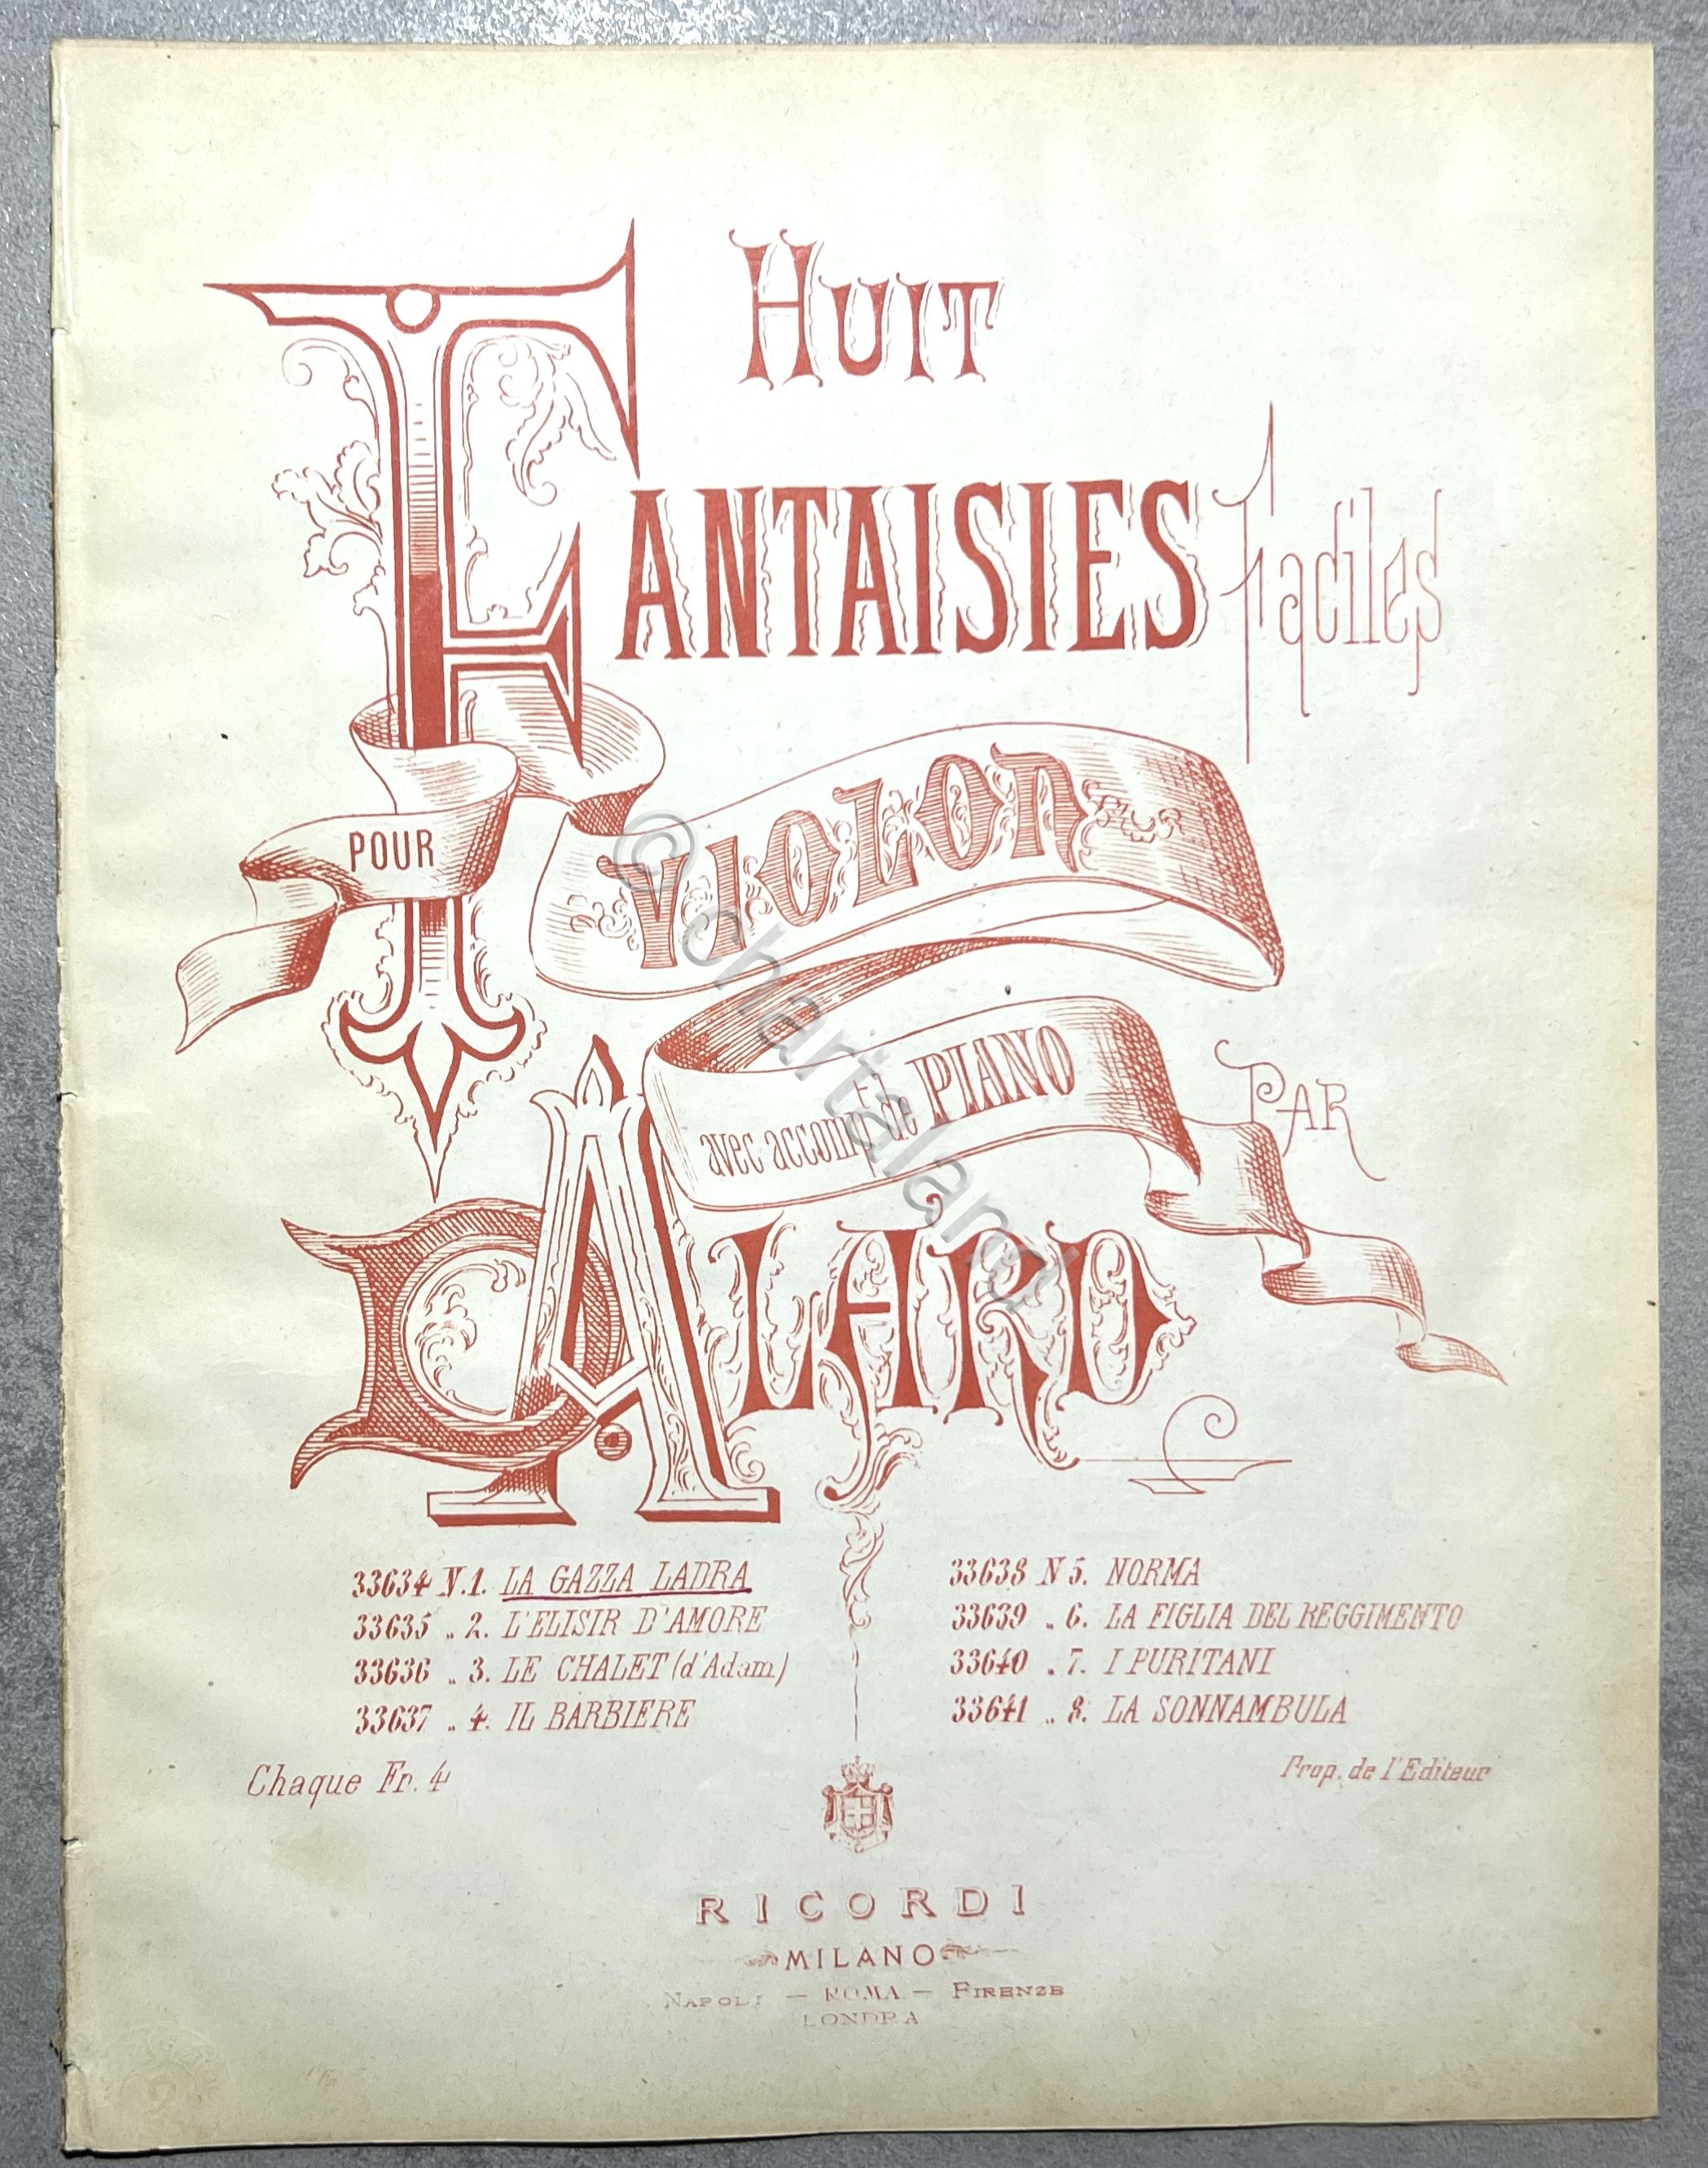 HUIT
FANTAISIES Faciles
POUR VIOLON
avec accompt de PIANO
PAR
D. ALARD
33634 N.1. LA GAZZA LADRA
33635 „ 2. L'ELISIR D'AMORE
33636 „ 3. LE CHALET (d'Adam)
33637 „ 4. IL BARBIERE
33638 N 5. NORMA
33639 „ 6. LA FIGLIA DEL REGGIMENTO
33640 „ 7. I PURITANI
33641 „ 8. LA SONNAMBULA
Chaque Fr. 4
Prop. de l'Editeur
RICORDI
MILANO
NAPOLI — ROMA — FIRENZE
LONDRA
© chartaland